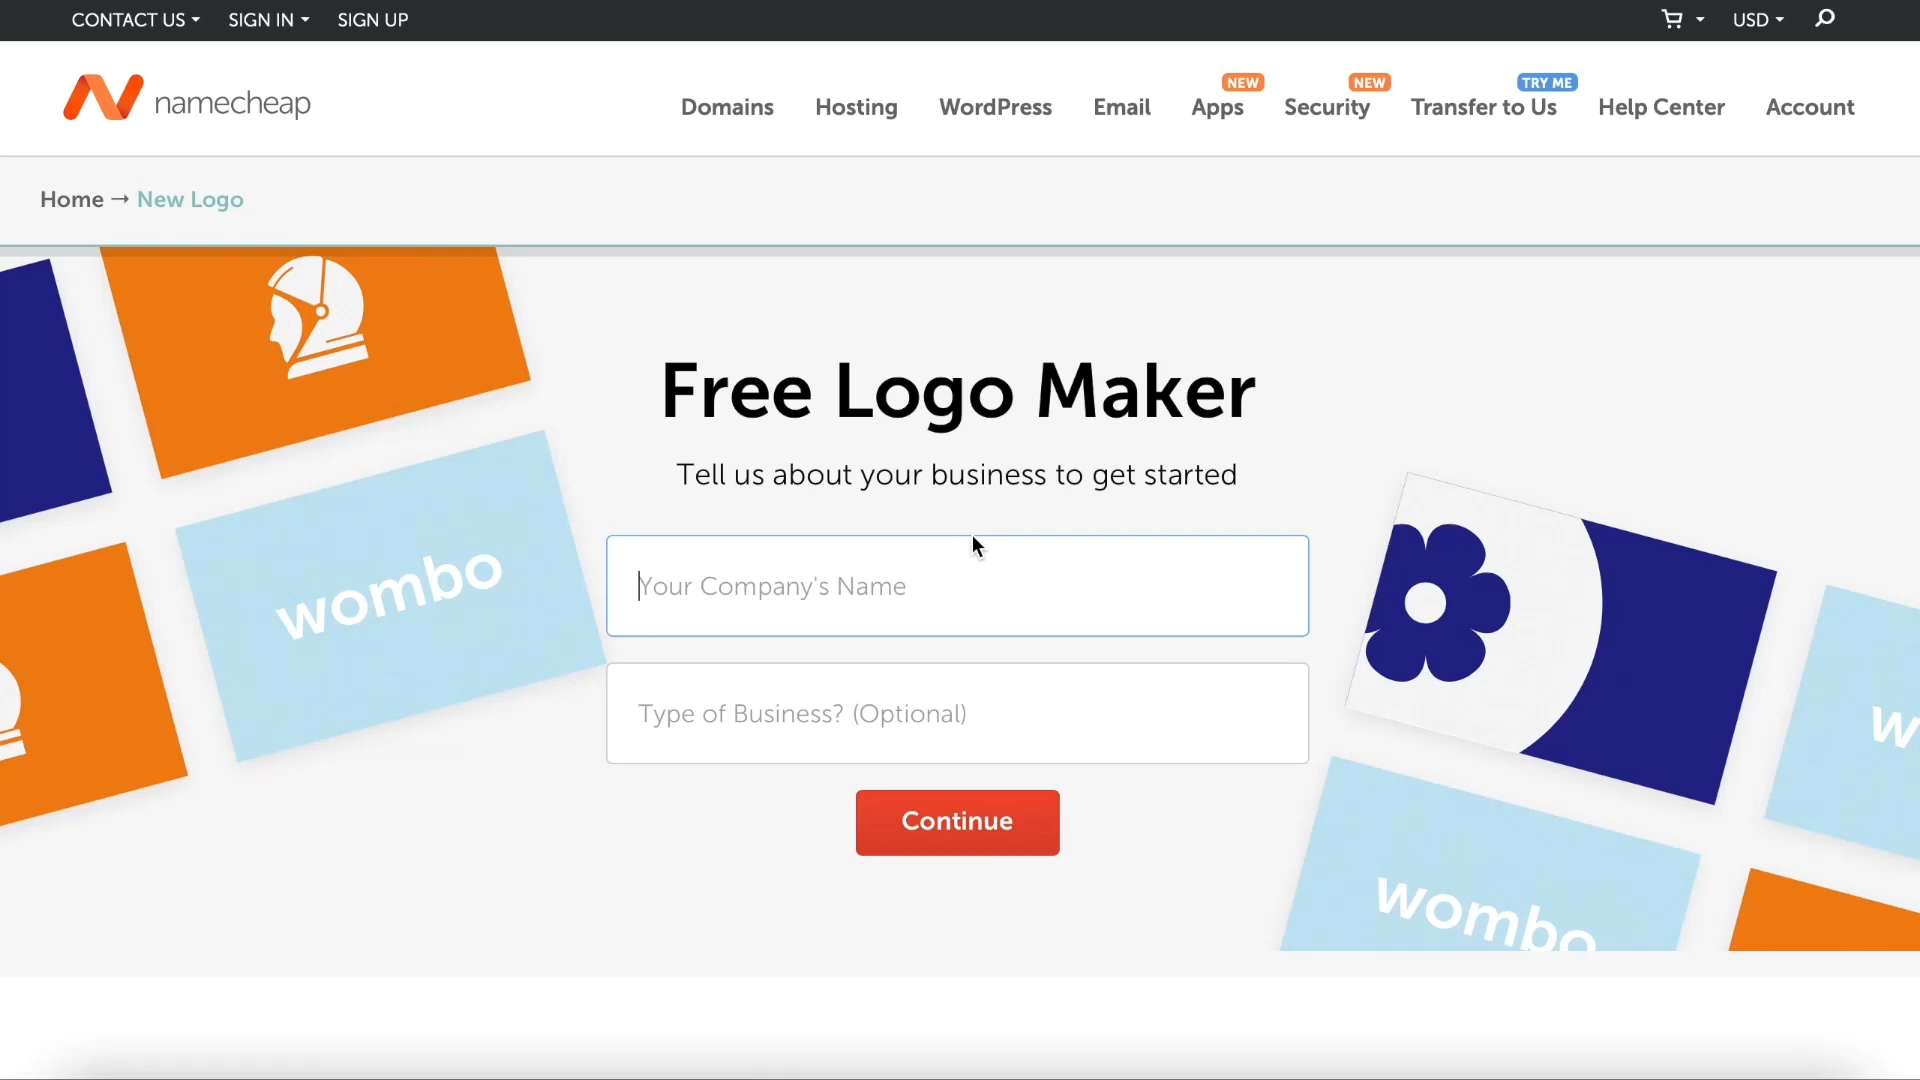 CONTACT US SIGN IN SIGN UP USD
namecheap
NEW NEW TRY ME
Domains Hosting WordPress Email Apps Security Transfer to Us Help Center Account
Home → New Logo
Free Logo Maker
Tell us about your business to get started
wombo
Your Company's Name
Type of Business? (Optional)
Continue
wombo